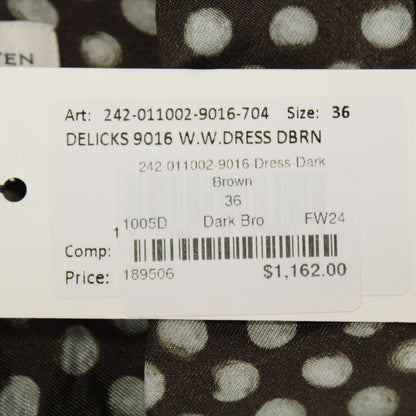 TEN
Art: 242-011002-9016-704 Size: 36
DELICKS 9016 W.W.DRESS DBRN
242-011002-9016-Dress-Dark
Brown
36
1005D Dark Bro FW24
1
Comp:
Price: 189506 $1,162.00